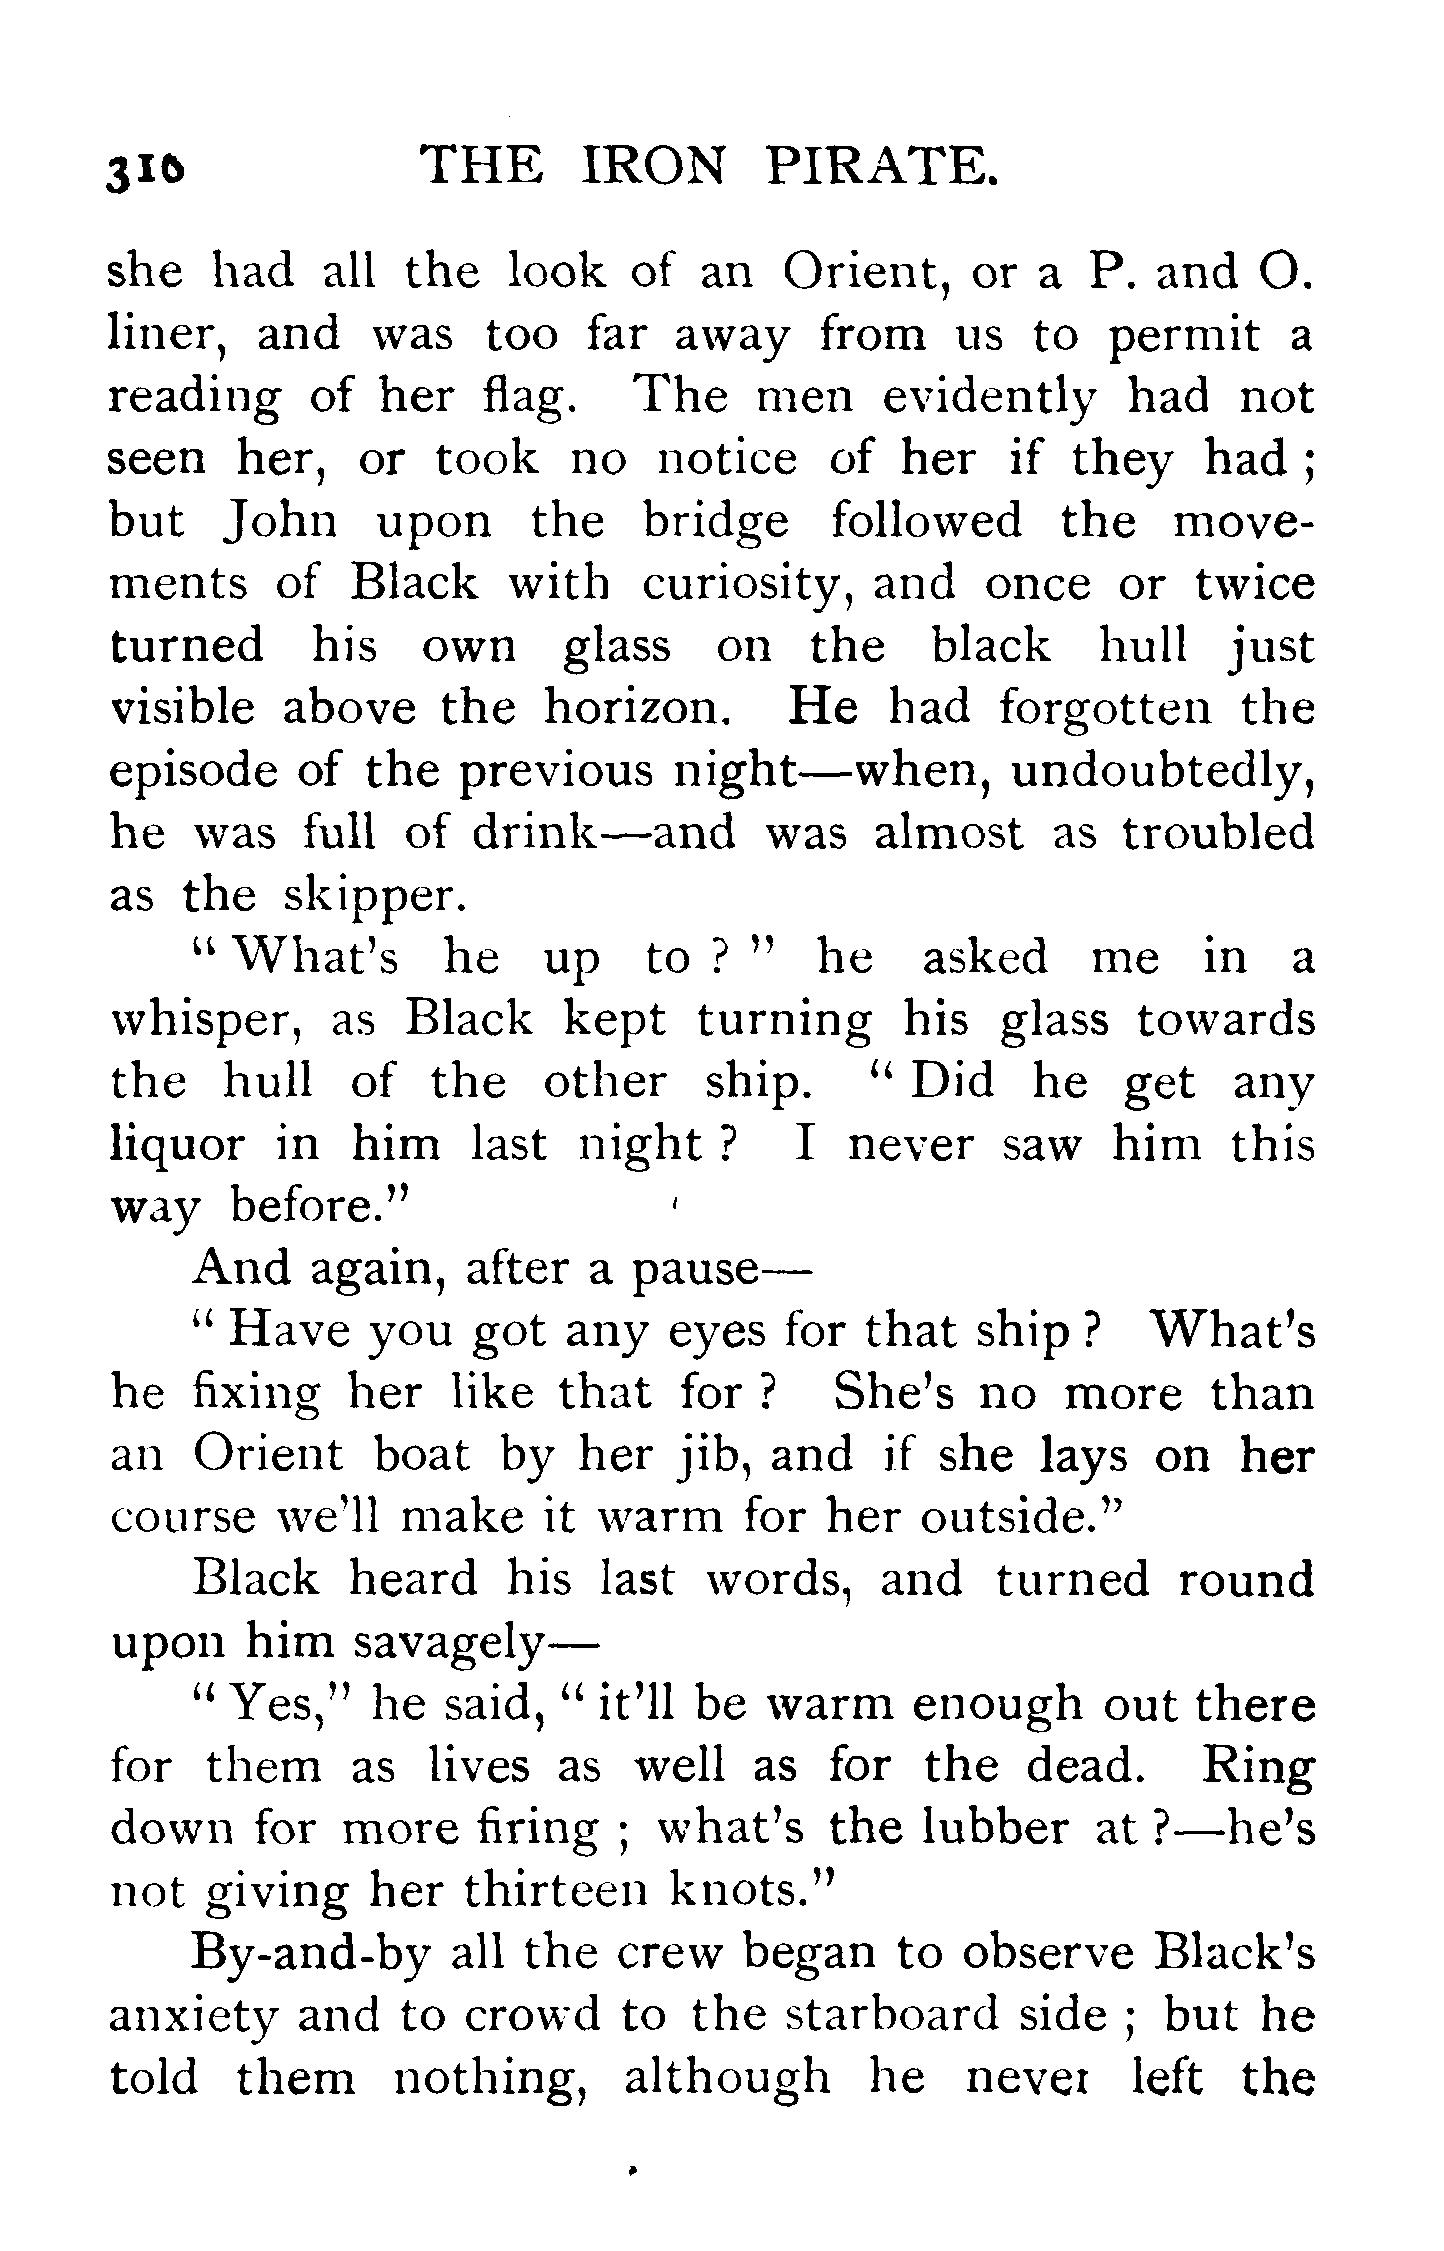 310 THE IRON PIRATE.
she had all the look of an Orient, or a P. and O.
liner, and was too far away from us to permit a
reading of her flag. The men evidently had not
seen her, or took no notice of her if they had ;
but John upon the bridge followed the move-
ments of Black with curiosity, and once or twice
turned his own glass on the black hull just
visible above the horizon. He had forgotten the
episode of the previous night—when, undoubtedly,
he was full of drink—and was almost as troubled
as the skipper.
“ What’s he up to ? ” he asked me in a
whisper, as Black kept turning his glass towards
the hull of the other ship. “ Did he get any
liquor in him last night ? I never saw him this
way before.”
And again, after a pause—
“ Have you got any eyes for that ship ? What’s
he fixing her like that for ? She’s no more than
an Orient boat by her jib, and if she lays on her
course we’ll make it warm for her outside.”
Black heard his last words, and turned round
upon him savagely—
“ Yes,” he said, “ it’ll be warm enough out there
for them as lives as well as for the dead. Ring
down for more firing ; what’s the lubber at ?—he’s
not giving her thirteen knots.”
By-and-by all the crew began to observe Black’s
anxiety and to crowd to the starboard side ; but he
told them nothing, although he never left the